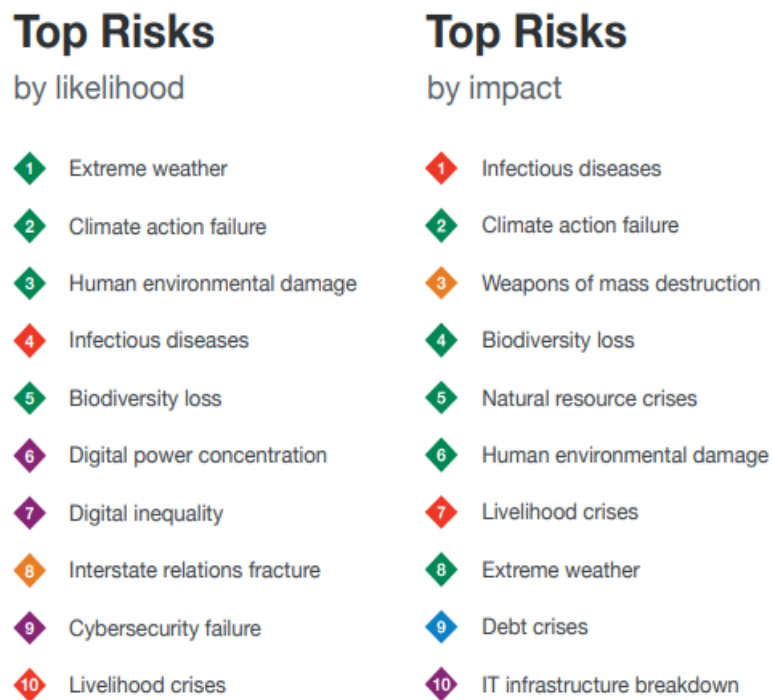 Top Risks
by likelihood
1 Extreme weather
2 Climate action failure
3 Human environmental damage
4 Infectious diseases
5 Biodiversity loss
6 Digital power concentration
7 Digital inequality
8 Interstate relations fracture
9 Cybersecurity failure
10 Livelihood crises
Top Risks
by impact
1 Infectious diseases
2 Climate action failure
3 Weapons of mass destruction
4 Biodiversity loss
5 Natural resource crises
6 Human environmental damage
7 Livelihood crises
8 Extreme weather
9 Debt crises
10 IT infrastructure breakdown